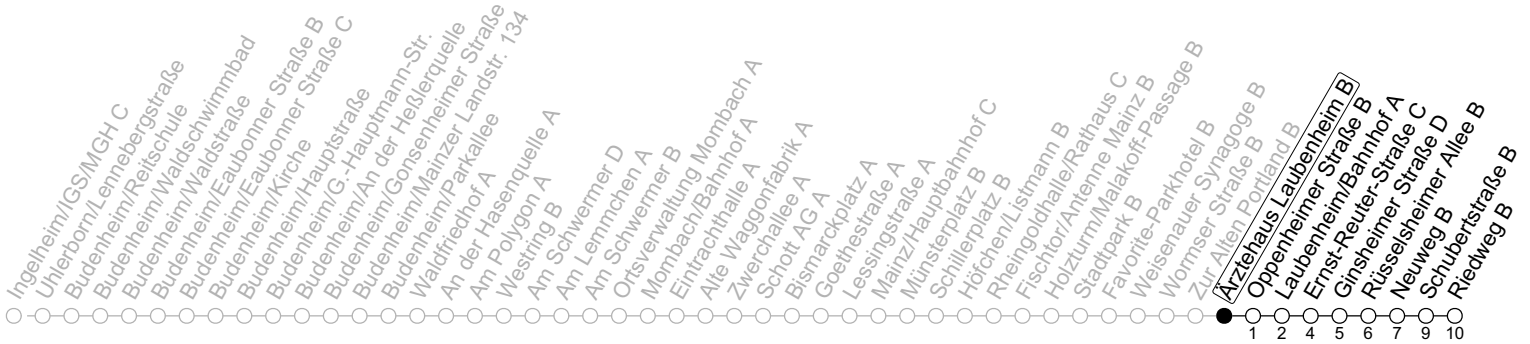 Ingelheim/IGS/MGH C
Uhlerborn/Lennebergstraße
Budenheim/Reitschule
Budenheim/Waldschwimmbad
Budenheim/Waldstraße
Budenheim/Eaubonner Straße B
Budenheim/Eaubonner Straße C
Budenheim/Kirche
Budenheim/Hauptstraße
Budenheim/G.-Hauptmann-Str.
Budenheim/An der Heßlerquelle
Budenheim/Gonsenheimer Straße
Budenheim/Mainzer Landstr. 134
Budenheim/Parkallee
Waldfriedhof A
An der Hasenquelle A
Am Polygon A
Westring B
Am Schwermer D
Am Lemmchen A
Am Schwermer B
Ortsverwaltung Mombach A
Mombach/Bahnhof A
Eintrachthalle A
Alte Waggonfabrik A
Zwerchallee A
Schott AG A
Bismarckplatz A
Goethestraße A
Lessingstraße A
Mainz/Hauptbahnhof C
Münsterplatz B
Schillerplatz B
Höfchen/Listmann B
Rheingoldhalle/Rathaus C
Fischtor/Antenne Mainz B
Holzturm/Malakoff-Passage B
Stadtpark B
Favorite-Parkhotel B
Weisenauer Synagoge B
Wormser Straße B
Zur Alten Portland B
Ärztehaus Laubenheim B
Oppenheimer Straße B
Laubenheim/Bahnhof A
Ernst-Reuter-Straße C
Ginsheimer Straße D
Rüsselsheimer Allee B
Neuweg B
Schubertstraße B
Riedweg B
1 2 4 5 6 7 9 10